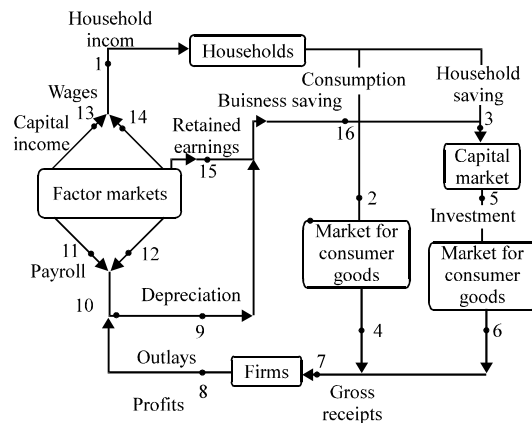 Household
incom
1
Households
Wages
13
14
Capital
income
Consumption
Household
saving
Buisness saving
16
3
Retained
earnings
15
Capital
market
Factor markets
2
5
Investment
11
12
Payroll
Market for
consumer
goods
Market for
consumer
goods
10
Depreciation
9
4
6
Outlays
8
Firms
7
Profits
Gross
receipts